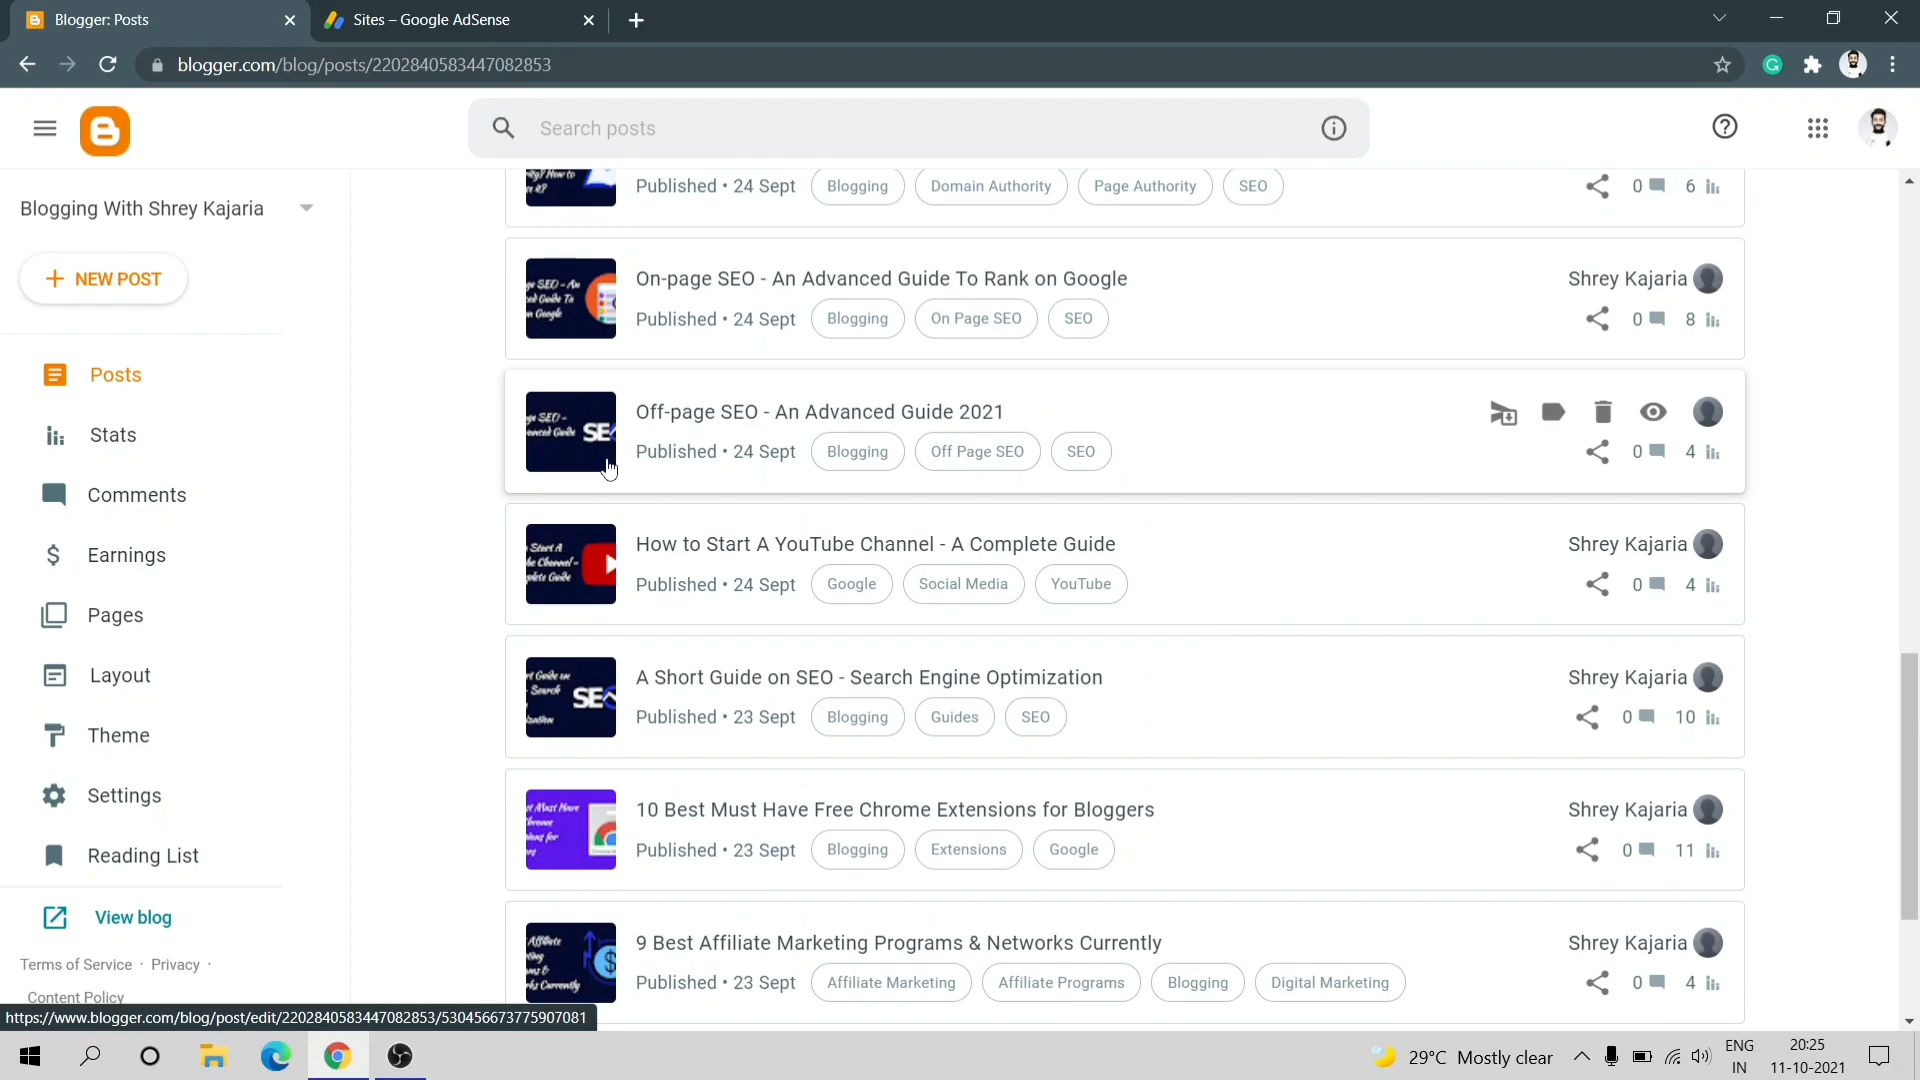 Blogger: Posts
Sites – Google AdSense
blogger.com/blog/posts/2202840583447082853
Search posts
Blogging With Shrey Kajaria
NEW POST
Posts
Stats
Comments
Earnings
Pages
Layout
Theme
Settings
Reading List
View blog
Terms of Service · Privacy ·
Content Policy
https://www.blogger.com/blog/post/edit/2202840583447082853/530456673775907081
Published • 24 Sept Blogging Domain Authority Page Authority SEO 0 6
On-page SEO - An Advanced Guide To Rank on Google Shrey Kajaria
Published • 24 Sept Blogging On Page SEO SEO 0 8
Off-page SEO - An Advanced Guide 2021
Published • 24 Sept Blogging Off Page SEO SEO 0 4
How to Start A YouTube Channel - A Complete Guide Shrey Kajaria
Published • 24 Sept Google Social Media YouTube 0 4
A Short Guide on SEO - Search Engine Optimization Shrey Kajaria
Published • 23 Sept Blogging Guides SEO 0 10
10 Best Must Have Free Chrome Extensions for Bloggers Shrey Kajaria
Published • 23 Sept Blogging Extensions Google 0 11
9 Best Affiliate Marketing Programs & Networks Currently Shrey Kajaria
Published • 23 Sept Affiliate Marketing Affiliate Programs Blogging Digital Marketing 0 4
29°C Mostly clear
ENG
IN
20:25
11-10-2021